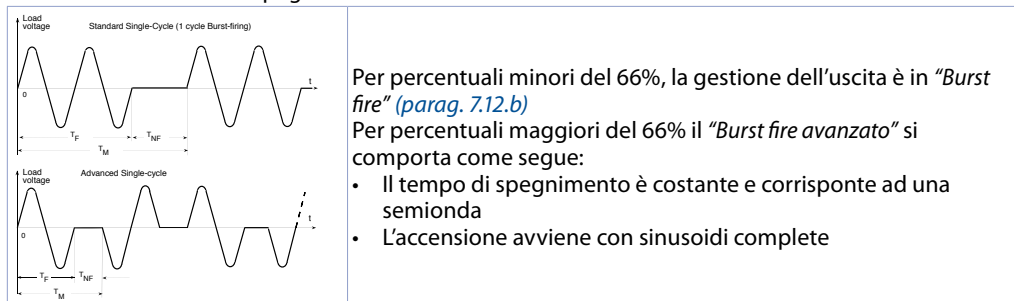 Load
voltage
Standard Single-Cycle (1 cycle Burst-firing)
t
0
TF
TNF
TM
Load
voltage
Advanced Single-cycle
t
0
TF
TNF
TM
Per percentuali minori del 66%, la gestione dell’uscita è in “Burst
fire” (parag. 7.12.b)
Per percentuali maggiori del 66% il “Burst fire avanzato” si
comporta come segue:
• Il tempo di spegnimento è costante e corrisponde ad una
semionda
• L’accensione avviene con sinusoidi complete